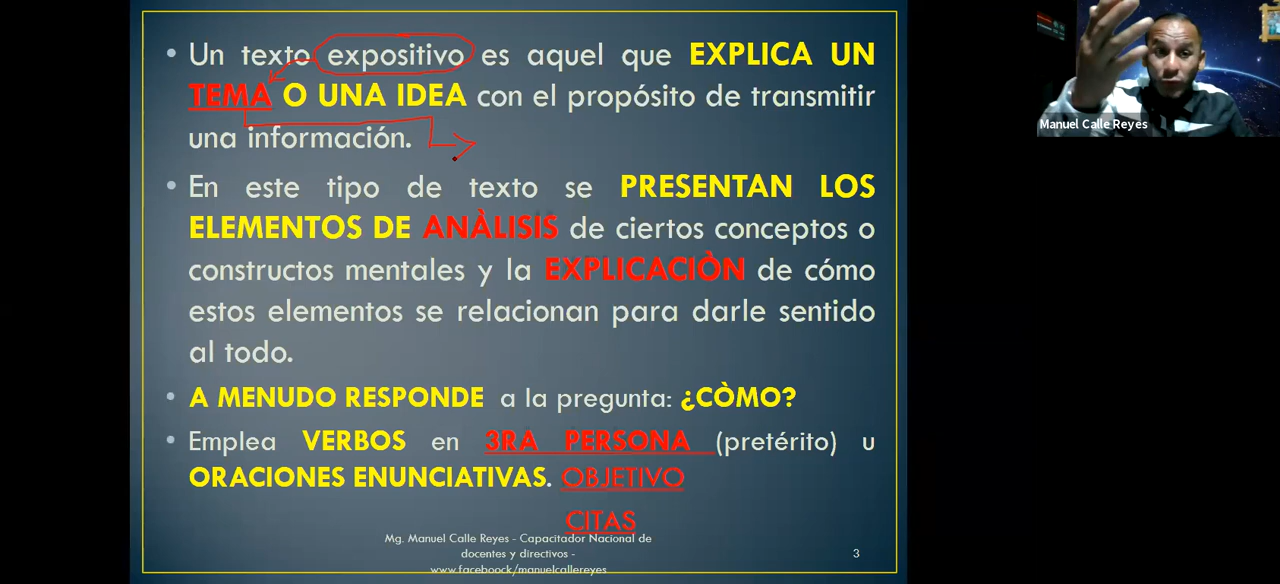 Un texto expositivo es aquel que EXPLICA UN
TEMA O UNA IDEA con el propósito de transmitir
una información.
En este tipo de texto se PRESENTAN LOS
ELEMENTOS DE ANÀLISIS de ciertos conceptos o
constructos mentales y la EXPLICACIÒN de cómo
estos elementos se relacionan para darle sentido
al todo.
A MENUDO RESPONDE a la pregunta: ¿CÒMO?
Emplea VERBOS en 3RA PERSONA (pretérito) u
ORACIONES ENUNCIATIVAS. OBJETIVO
CITAS
Mg. Manuel Calle Reyes - Capacitador Nacional de
docentes y directivos -
www.faceboock/manuelcallereyes
3
Manuel Calle Reyes